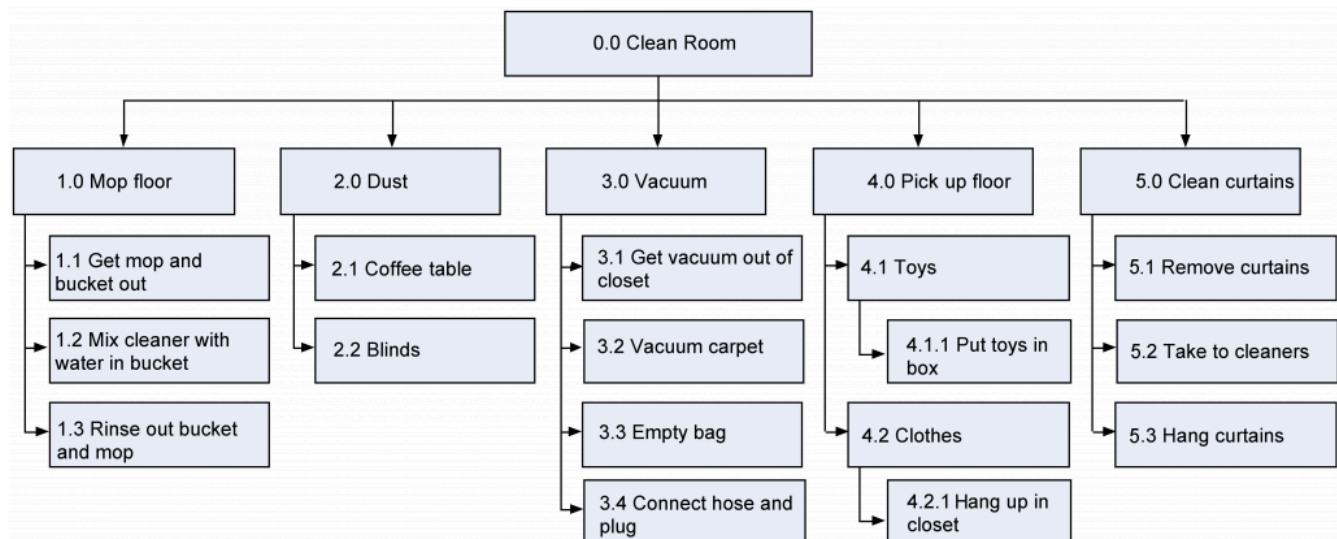 0.0 Clean Room
1.0 Mop floor
1.1 Get mop and
bucket out
1.2 Mix cleaner with
water in bucket
1.3 Rinse out bucket
and mop
2.0 Dust
2.1 Coffee table
2.2 Blinds
3.0 Vacuum
3.1 Get vacuum out of
closet
3.2 Vacuum carpet
3.3 Empty bag
3.4 Connect hose and
plug
4.0 Pick up floor
4.1 Toys
4.1.1 Put toys in
box
4.2 Clothes
4.2.1 Hang up in
closet
5.0 Clean curtains
5.1 Remove curtains
5.2 Take to cleaners
5.3 Hang curtains